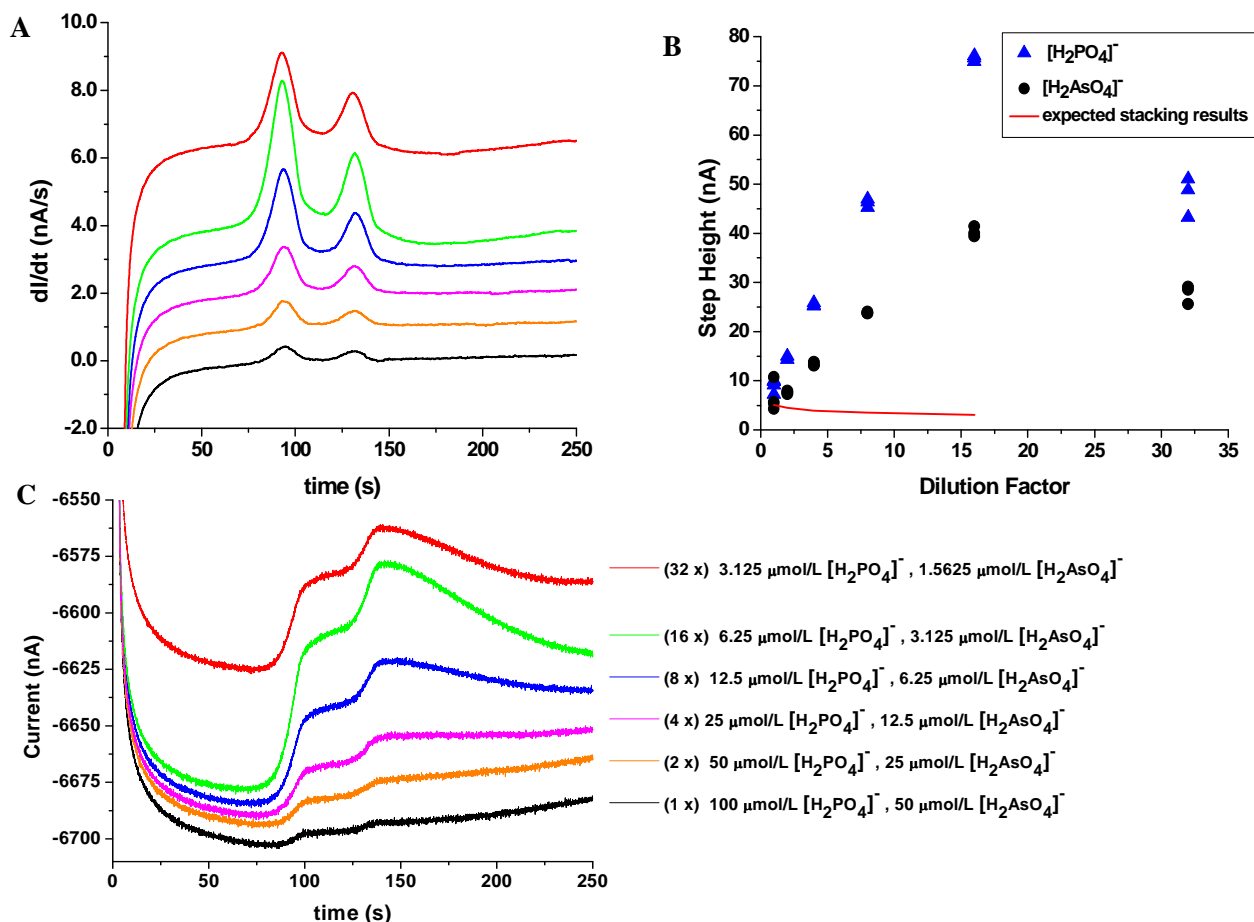 A
10.0
8.0
6.0
4.0
2.0
0.0
-2.0
dI/dt (nA/s)
0 50 100 150 200 250
time (s)
B
80
70
60
50
40
30
20
10
0
Step Height (nA)
0 5 10 15 20 25 30 35
Dilution Factor
[H2PO4]-
[H2AsO4]-
expected stacking results
C
-6550
-6575
-6600
-6625
-6650
-6675
-6700
Current (nA)
0 50 100 150 200 250
time (s)
(32 x) 3.125 µmol/L [H2PO4]- , 1.5625 µmol/L [H2AsO4]-
(16 x) 6.25 µmol/L [H2PO4]- , 3.125 µmol/L [H2AsO4]-
(8 x) 12.5 µmol/L [H2PO4]- , 6.25 µmol/L [H2AsO4]-
(4 x) 25 µmol/L [H2PO4]- , 12.5 µmol/L [H2AsO4]-
(2 x) 50 µmol/L [H2PO4]- , 25 µmol/L [H2AsO4]-
(1 x) 100 µmol/L [H2PO4]- , 50 µmol/L [H2AsO4]-